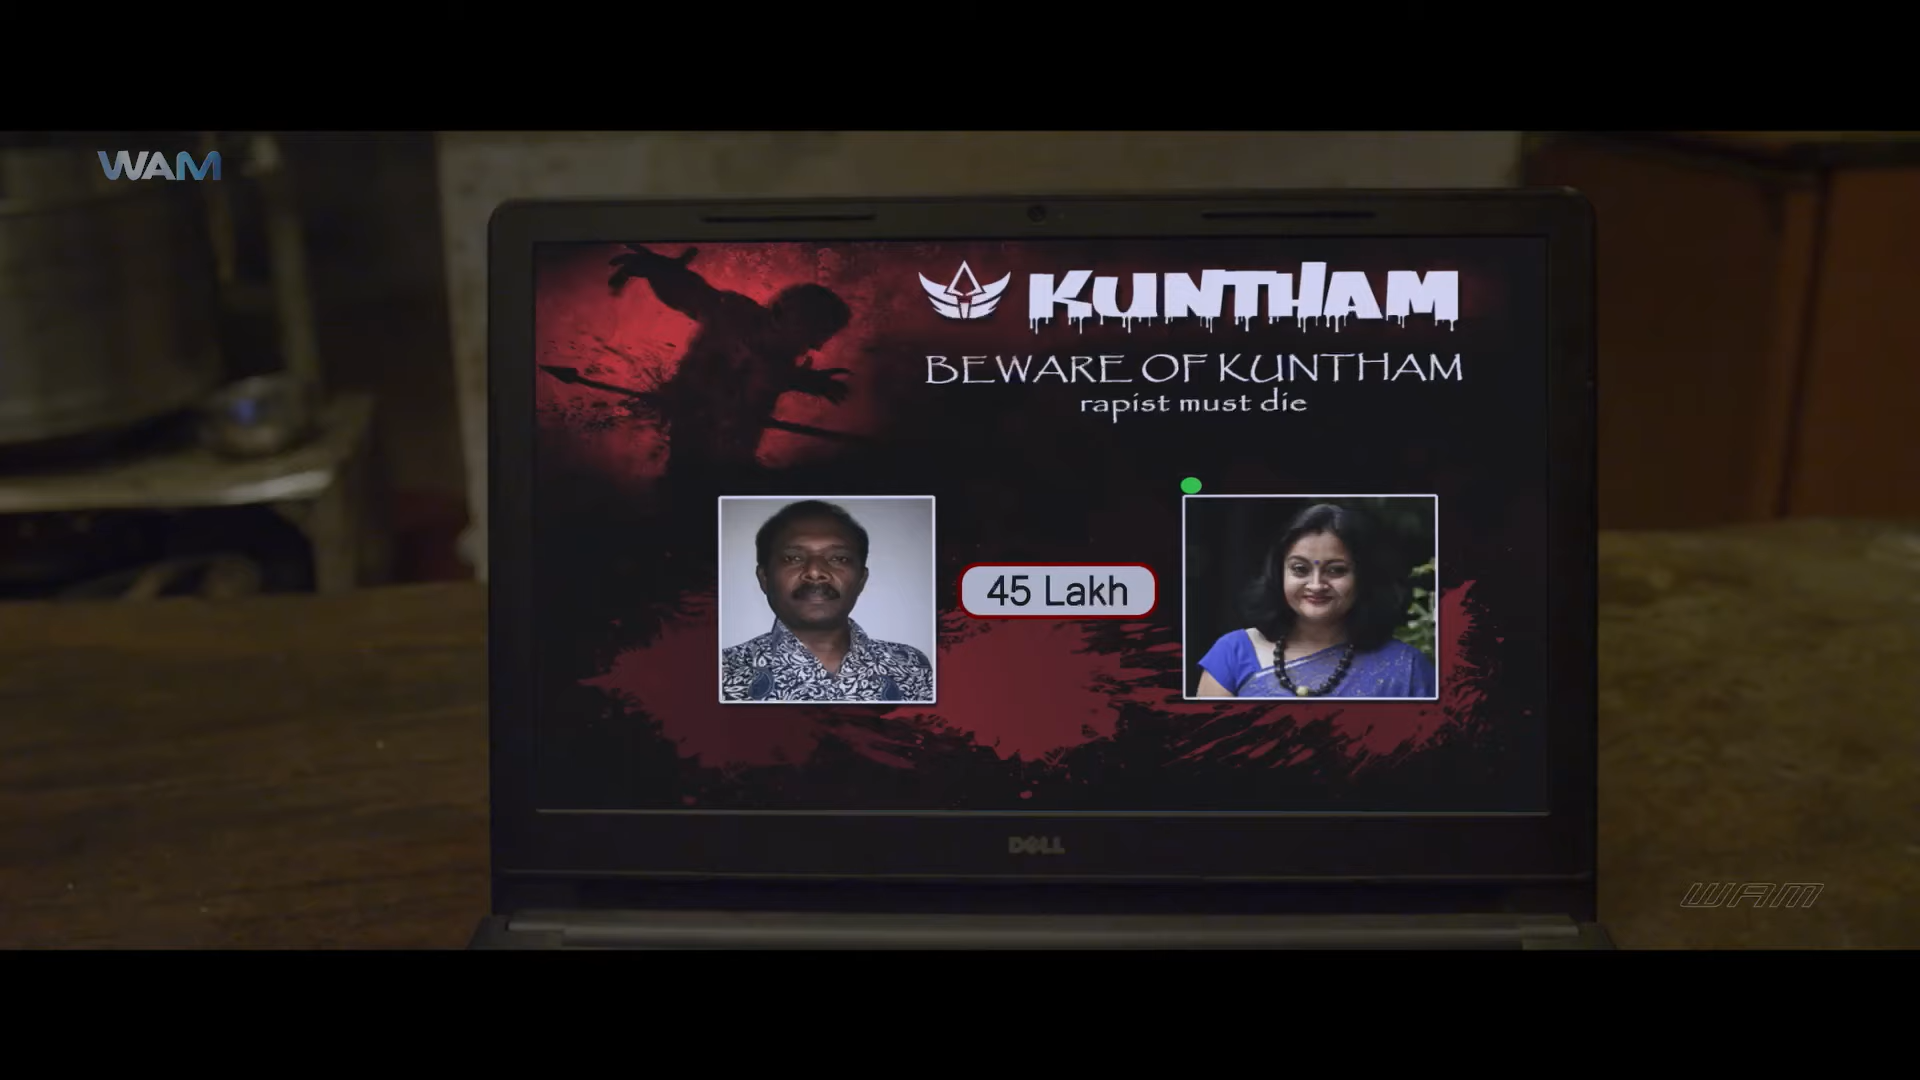 WAM
KUNTHAM
BEWARE OF KUNTHAM
rapist must die
45 Lakh
DELL
WAM